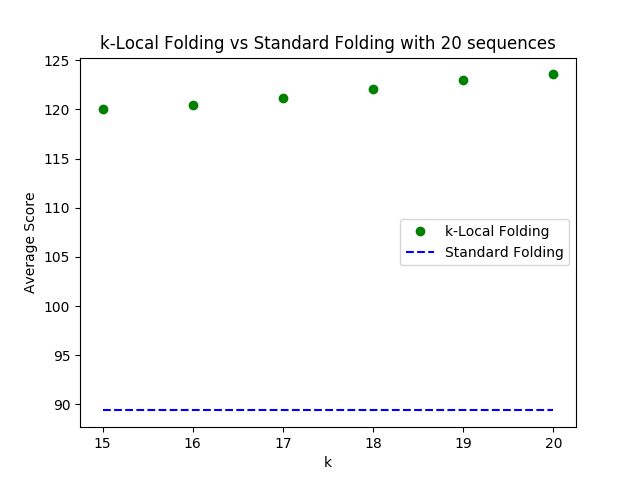 k-Local Folding vs Standard Folding with 20 sequences
125
120
115
110
105
100
95
90
Average Score
k-Local Folding
Standard Folding
15 16 17 18 19 20
k